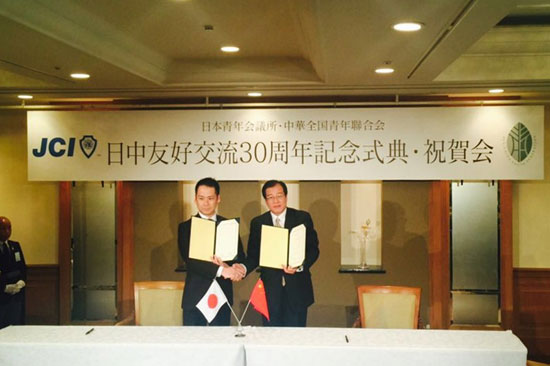 日本青年会議所・中華全国青年聯合会
JCI
日中友好交流30周年記念式典・祝賀会